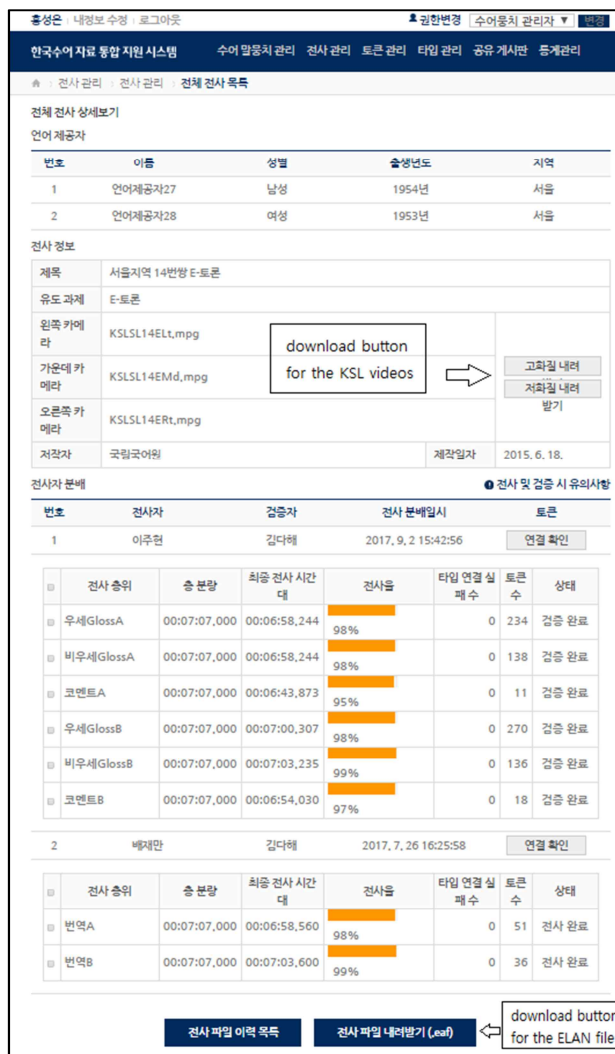 홍성은 | 내정보 수정 | 로그아웃 권한변경 수어뭉치 관리자 ▼ 변경
한국수어 자료 통합 지원 시스템 수어 말뭉치 관리 전사 관리 토큰 관리 타입 관리 공유 게시판 통계관리
전사 관리 전사 관리 전체 전사 목록
전체 전사 상세보기
언어 제공자
번호 이름 성별 출생년도 지역
1 언어제공자27 남성 1954년 서울
2 언어제공자28 여성 1953년 서울
전사 정보
제목 서울지역 14번쌍 E-토론
유도 과제 E-토론
왼쪽 카메라 KSLSL14ELt.mpg
가운데 카메라 KSLSL14EMd.mpg
오른쪽 카메라 KSLSL14ERt.mpg
download button
for the KSL videos
고화질 내려
저화질 내려
받기
저작자 국립국어원 제작일자 2015. 6. 18.
전사자 분배 전사 및 검증 시 유의사항
번호 전사자 검증자 전사 분배일시 토큰
1 이주현 김다해 2017. 9. 2 15:42:56 연결 확인
전사 층위 총 분량 최종 전사 시간대 전사율 타입 연결 실패 수 토큰 수 상태
우세GlossA 00:07:07.000 00:06:58.244 98% 0 234 검증 완료
비우세GlossA 00:07:07.000 00:06:58.244 98% 0 138 검증 완료
코멘트A 00:07:07.000 00:06:43.873 95% 0 11 검증 완료
우세GlossB 00:07:07.000 00:07:00.307 98% 0 270 검증 완료
비우세GlossB 00:07:07.000 00:07:03.235 99% 0 136 검증 완료
코멘트B 00:07:07.000 00:06:54.030 97% 0 18 검증 완료
2 배재만 김다해 2017. 7. 26 16:25:58 연결 확인
전사 층위 총 분량 최종 전사 시간대 전사율 타입 연결 실패 수 토큰 수 상태
번역A 00:07:07.000 00:06:58.560 98% 0 51 전사 완료
번역B 00:07:07.000 00:07:03.600 99% 0 36 전사 완료
전사 파일 이력 목록 전사 파일 내려받기 (.eaf)
download button
for the ELAN file